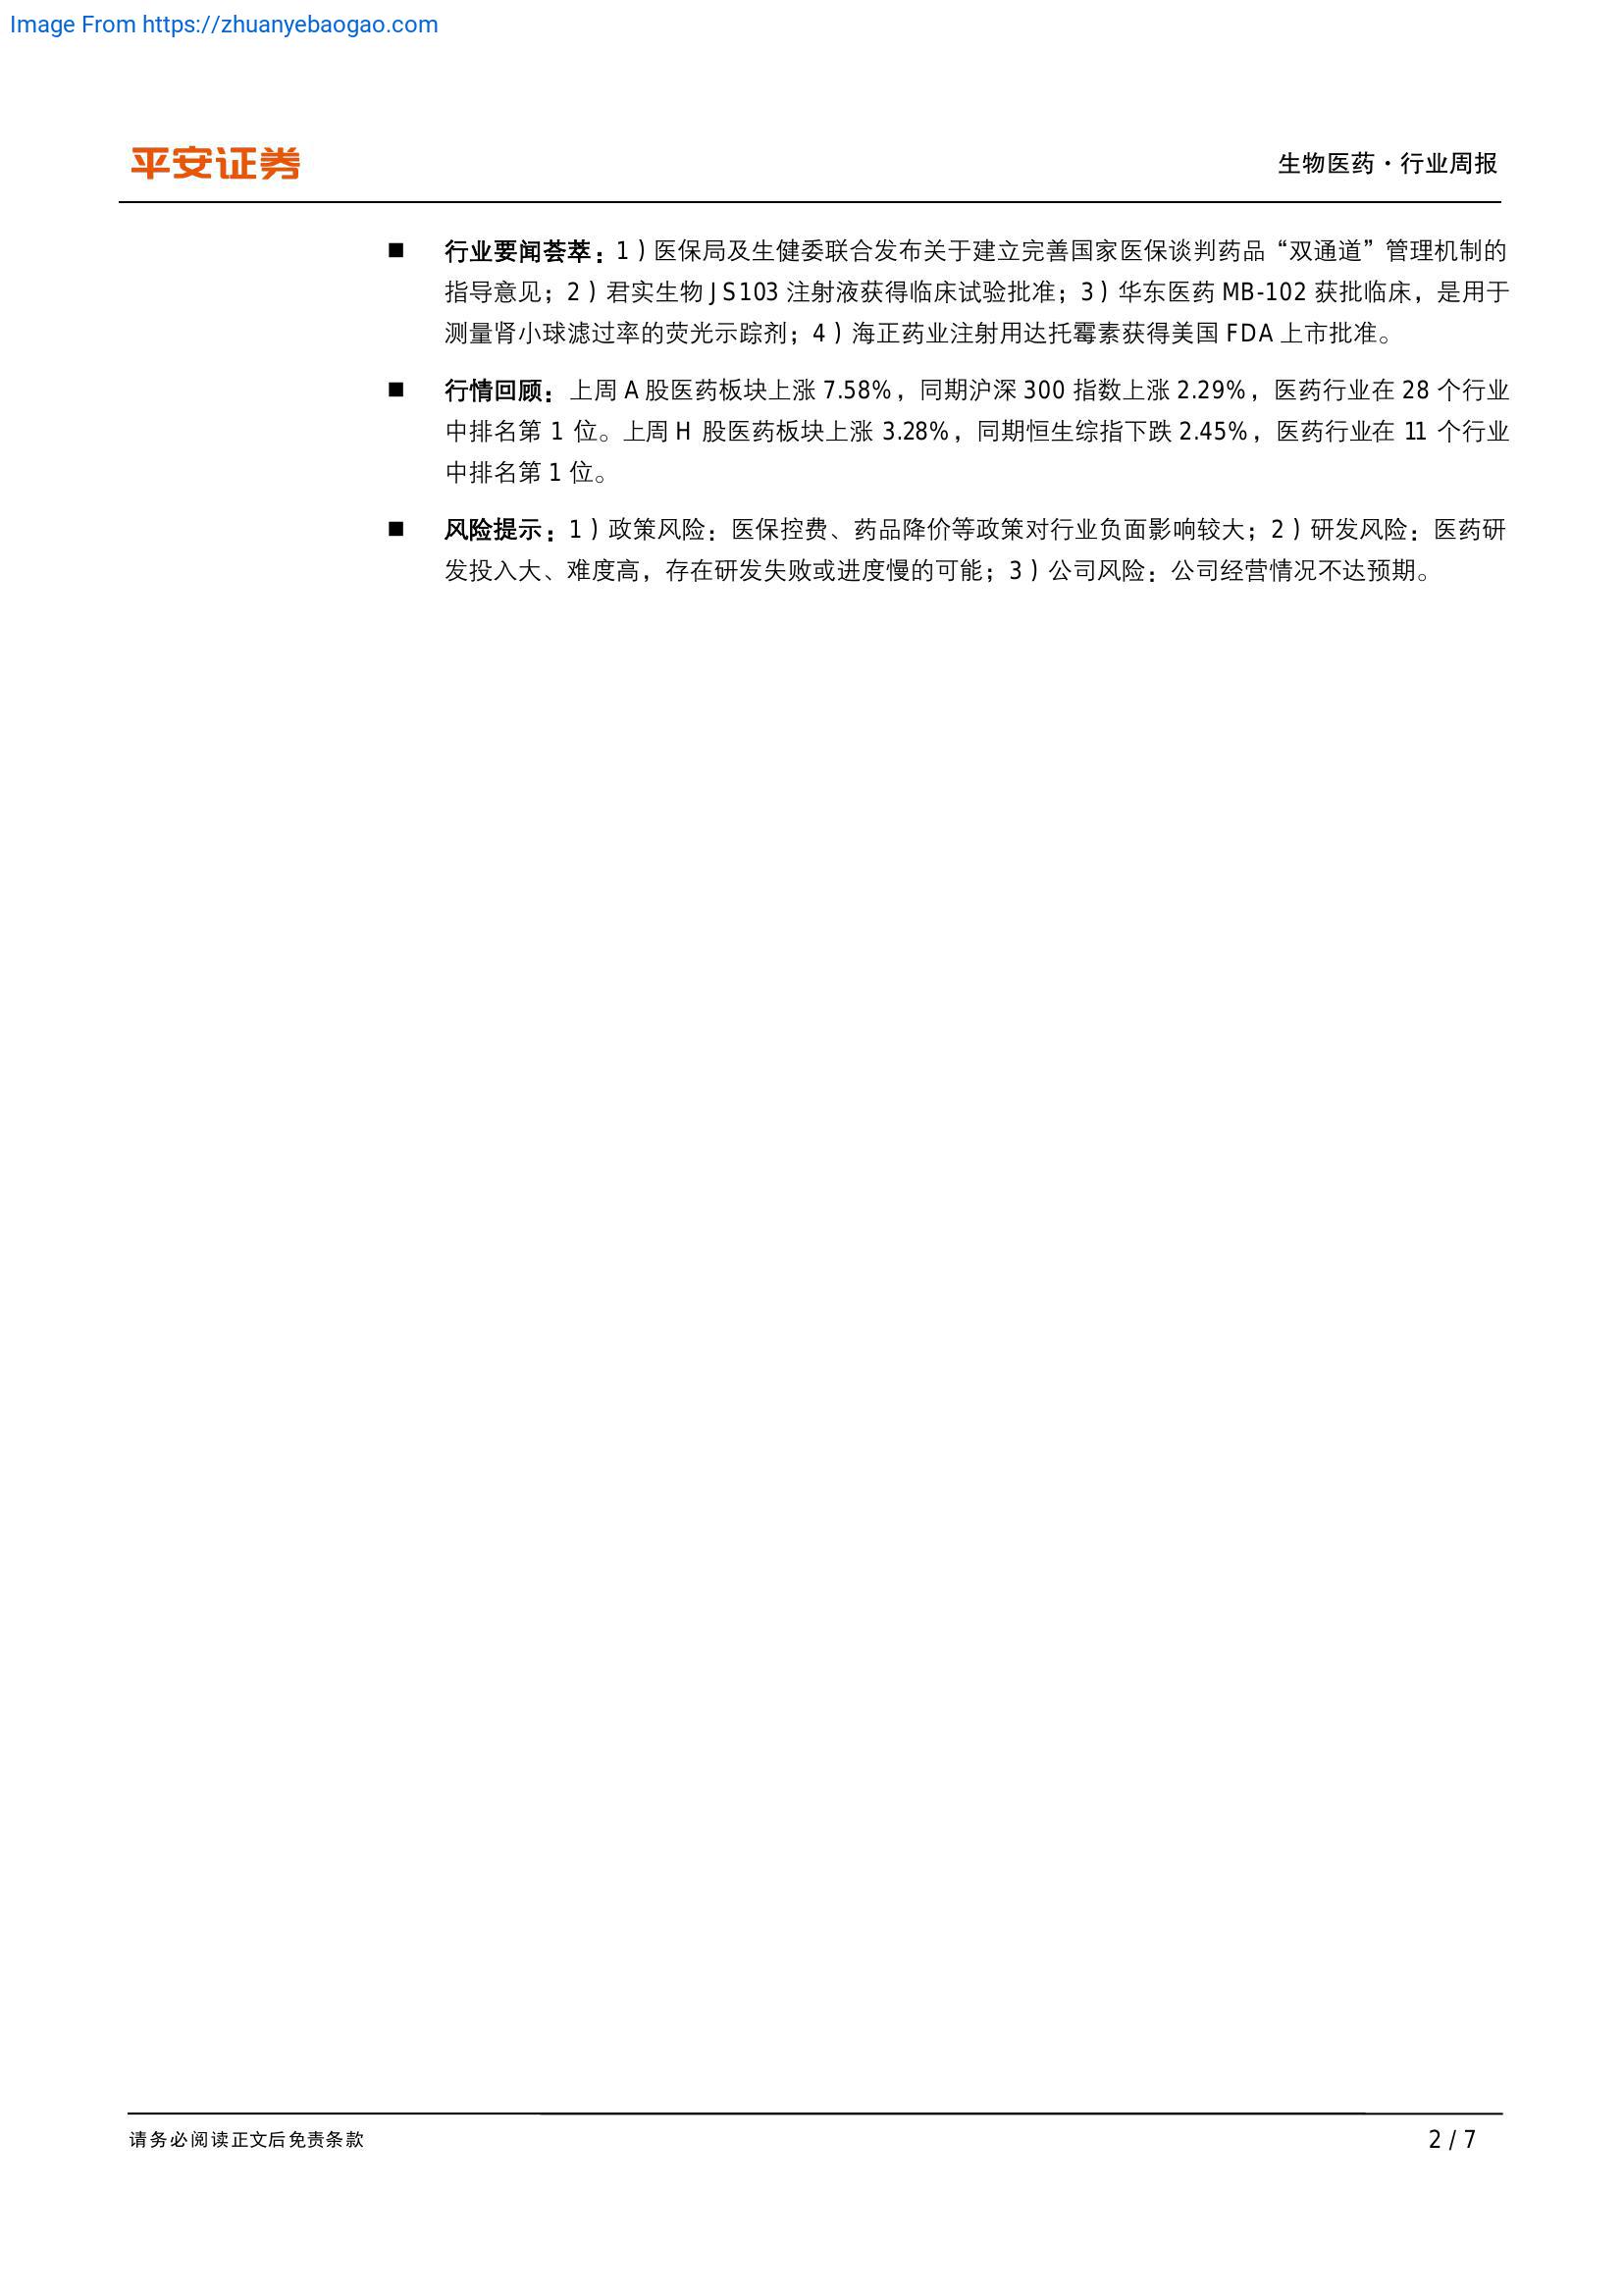 Image From https://zhuanyebaogao.com
平安证券
生物医药·行业周报
■ 行业要闻荟萃：1）医保局及生健委联合发布关于建立完善国家医保谈判药品“双通道”管理机制的
指导意见；2）君实生物 JS103 注射液获得临床试验批准；3）华东医药 MB-102 获批临床，是用于
测量肾小球滤过率的荧光示踪剂；4）海正药业注射用达托霉素获得美国 FDA 上市批准。
■ 行情回顾：上周 A 股医药板块上涨 7.58%，同期沪深 300 指数上涨 2.29%，医药行业在 28 个行业
中排名第 1 位。上周 H 股医药板块上涨 3.28%，同期恒生综指下跌 2.45%，医药行业在 11 个行业
中排名第 1 位。
■ 风险提示：1）政策风险：医保控费、药品降价等政策对行业负面影响较大；2）研发风险：医药研
发投入大、难度高，存在研发失败或进度慢的可能；3）公司风险：公司经营情况不达预期。
请务必阅读正文后免责条款
2 / 7